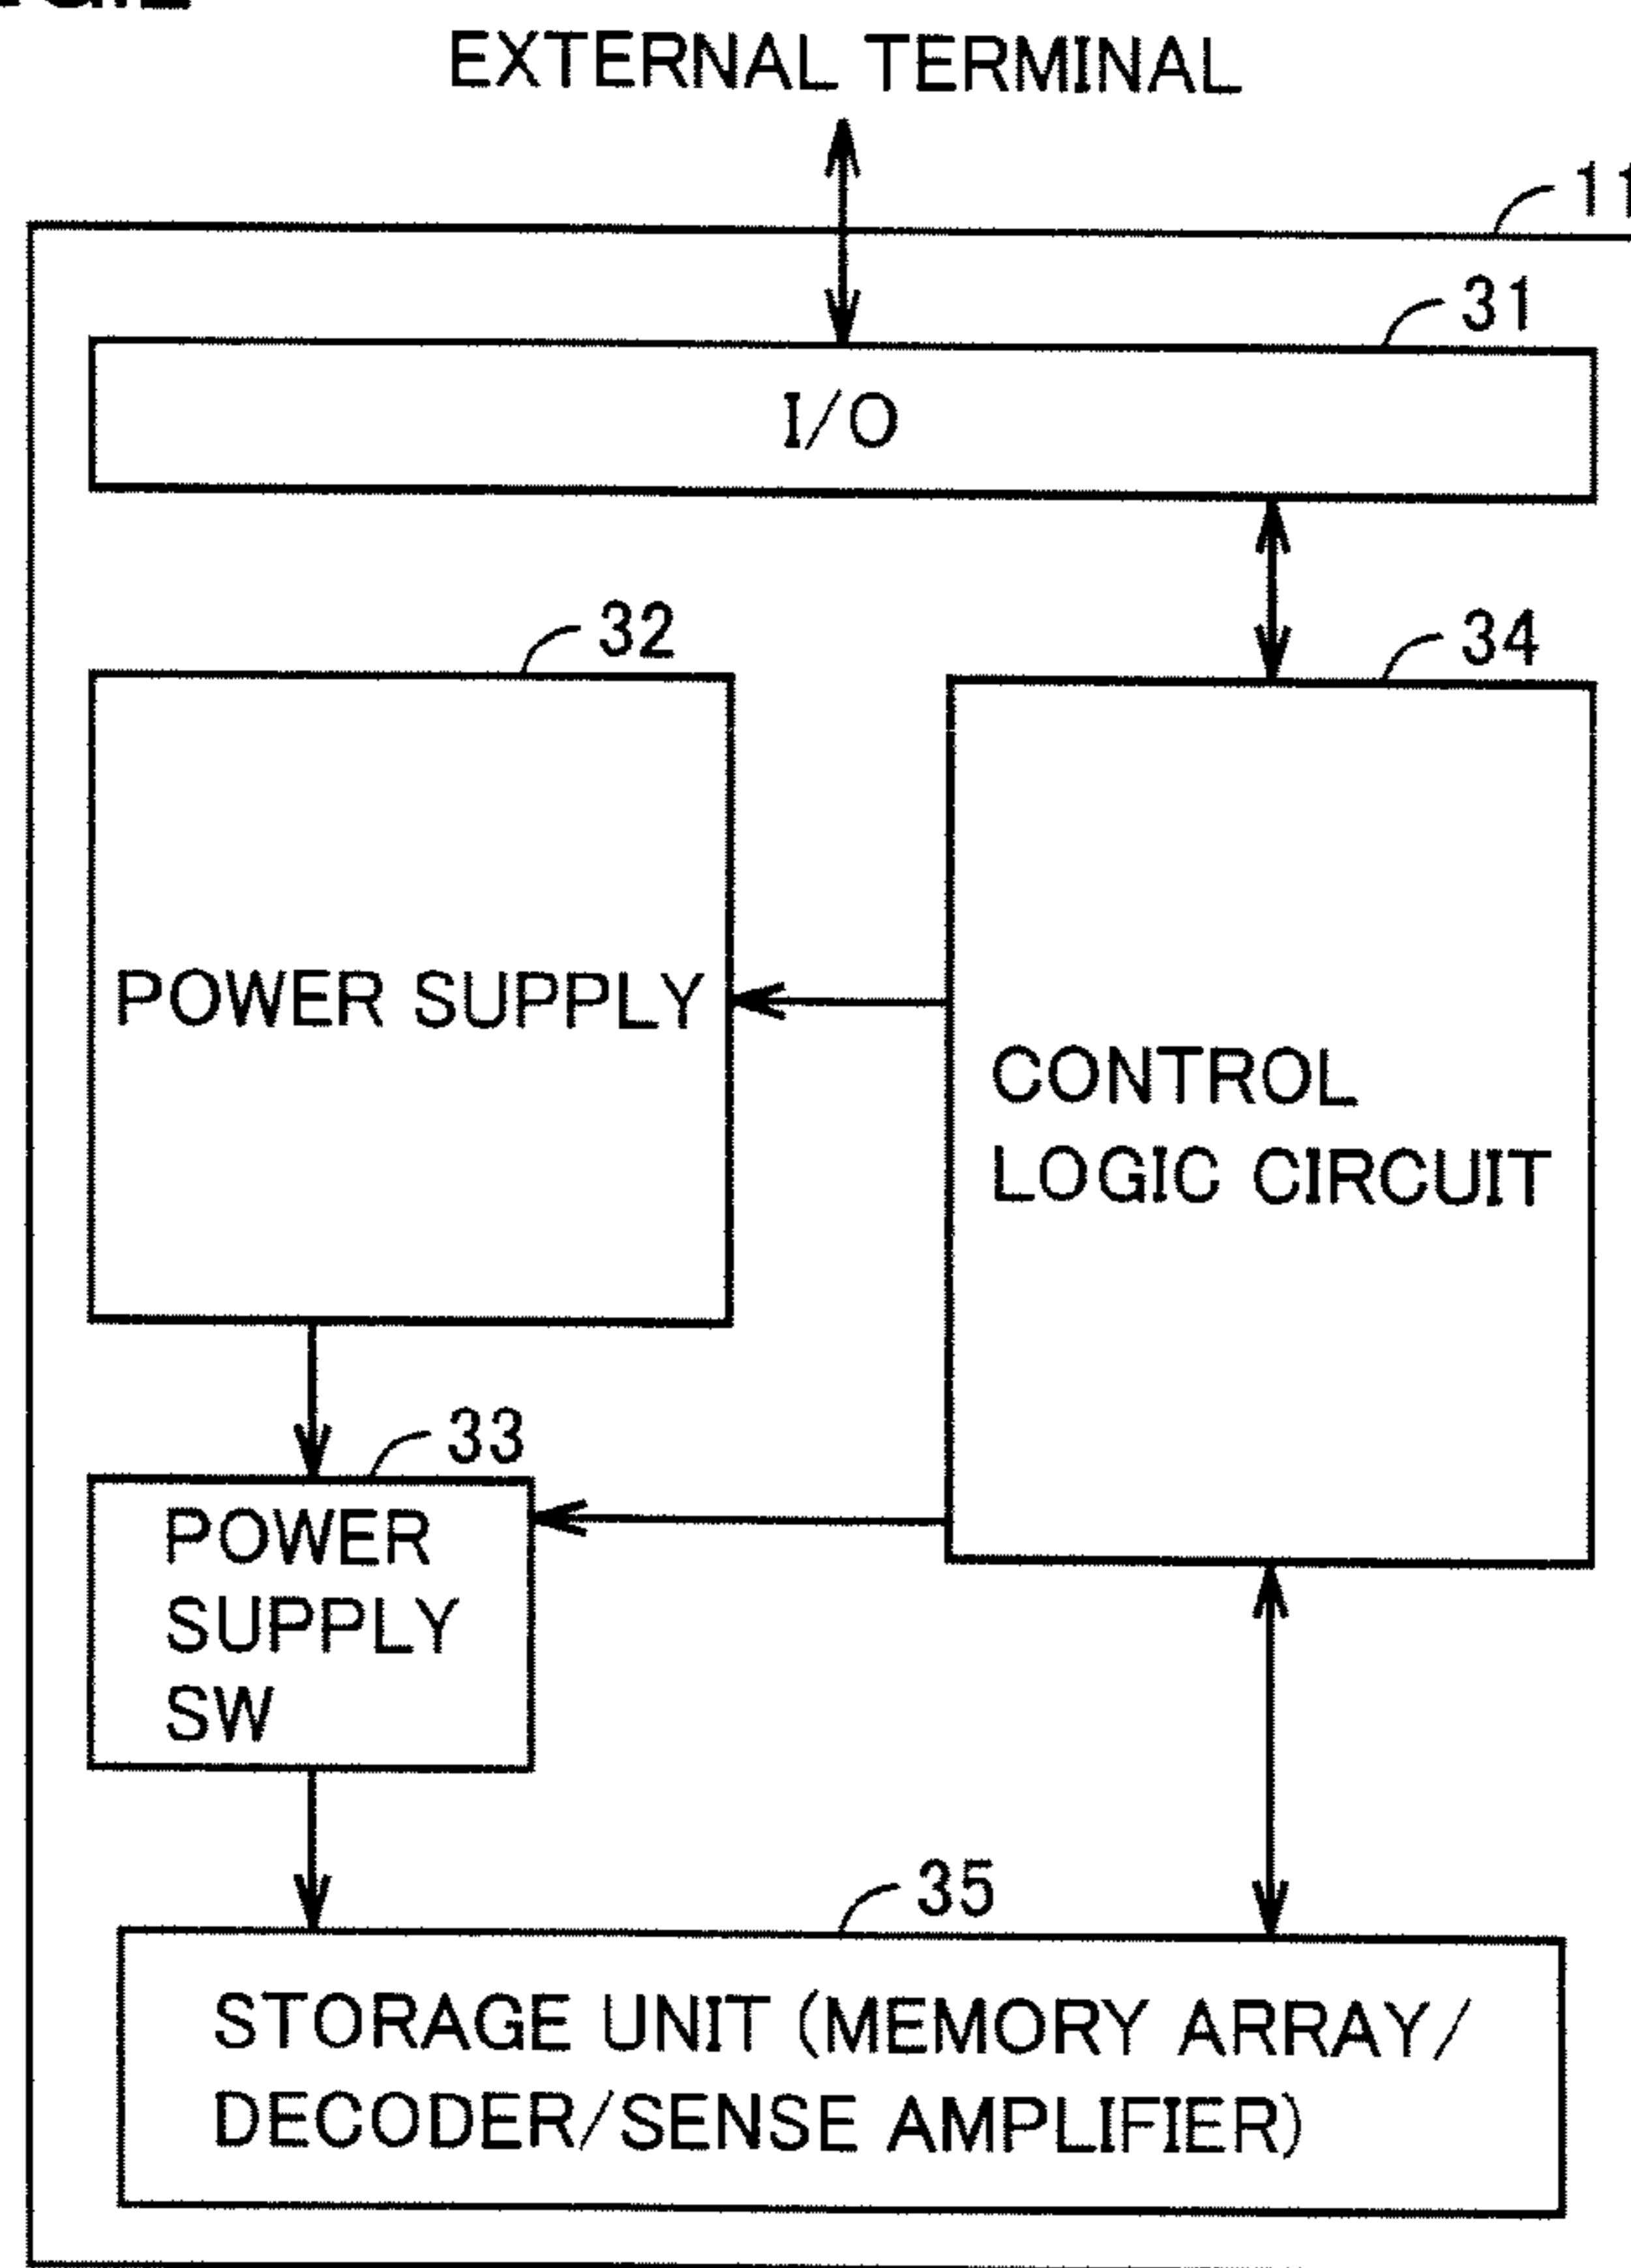 EXTERNAL TERMINAL
11
31
I/O
32
34
POWER SUPPLY
CONTROL
LOGIC CIRCUIT
33
POWER
SUPPLY
SW
35
STORAGE UNIT (MEMORY ARRAY/
DECODER/SENSE AMPLIFIER)